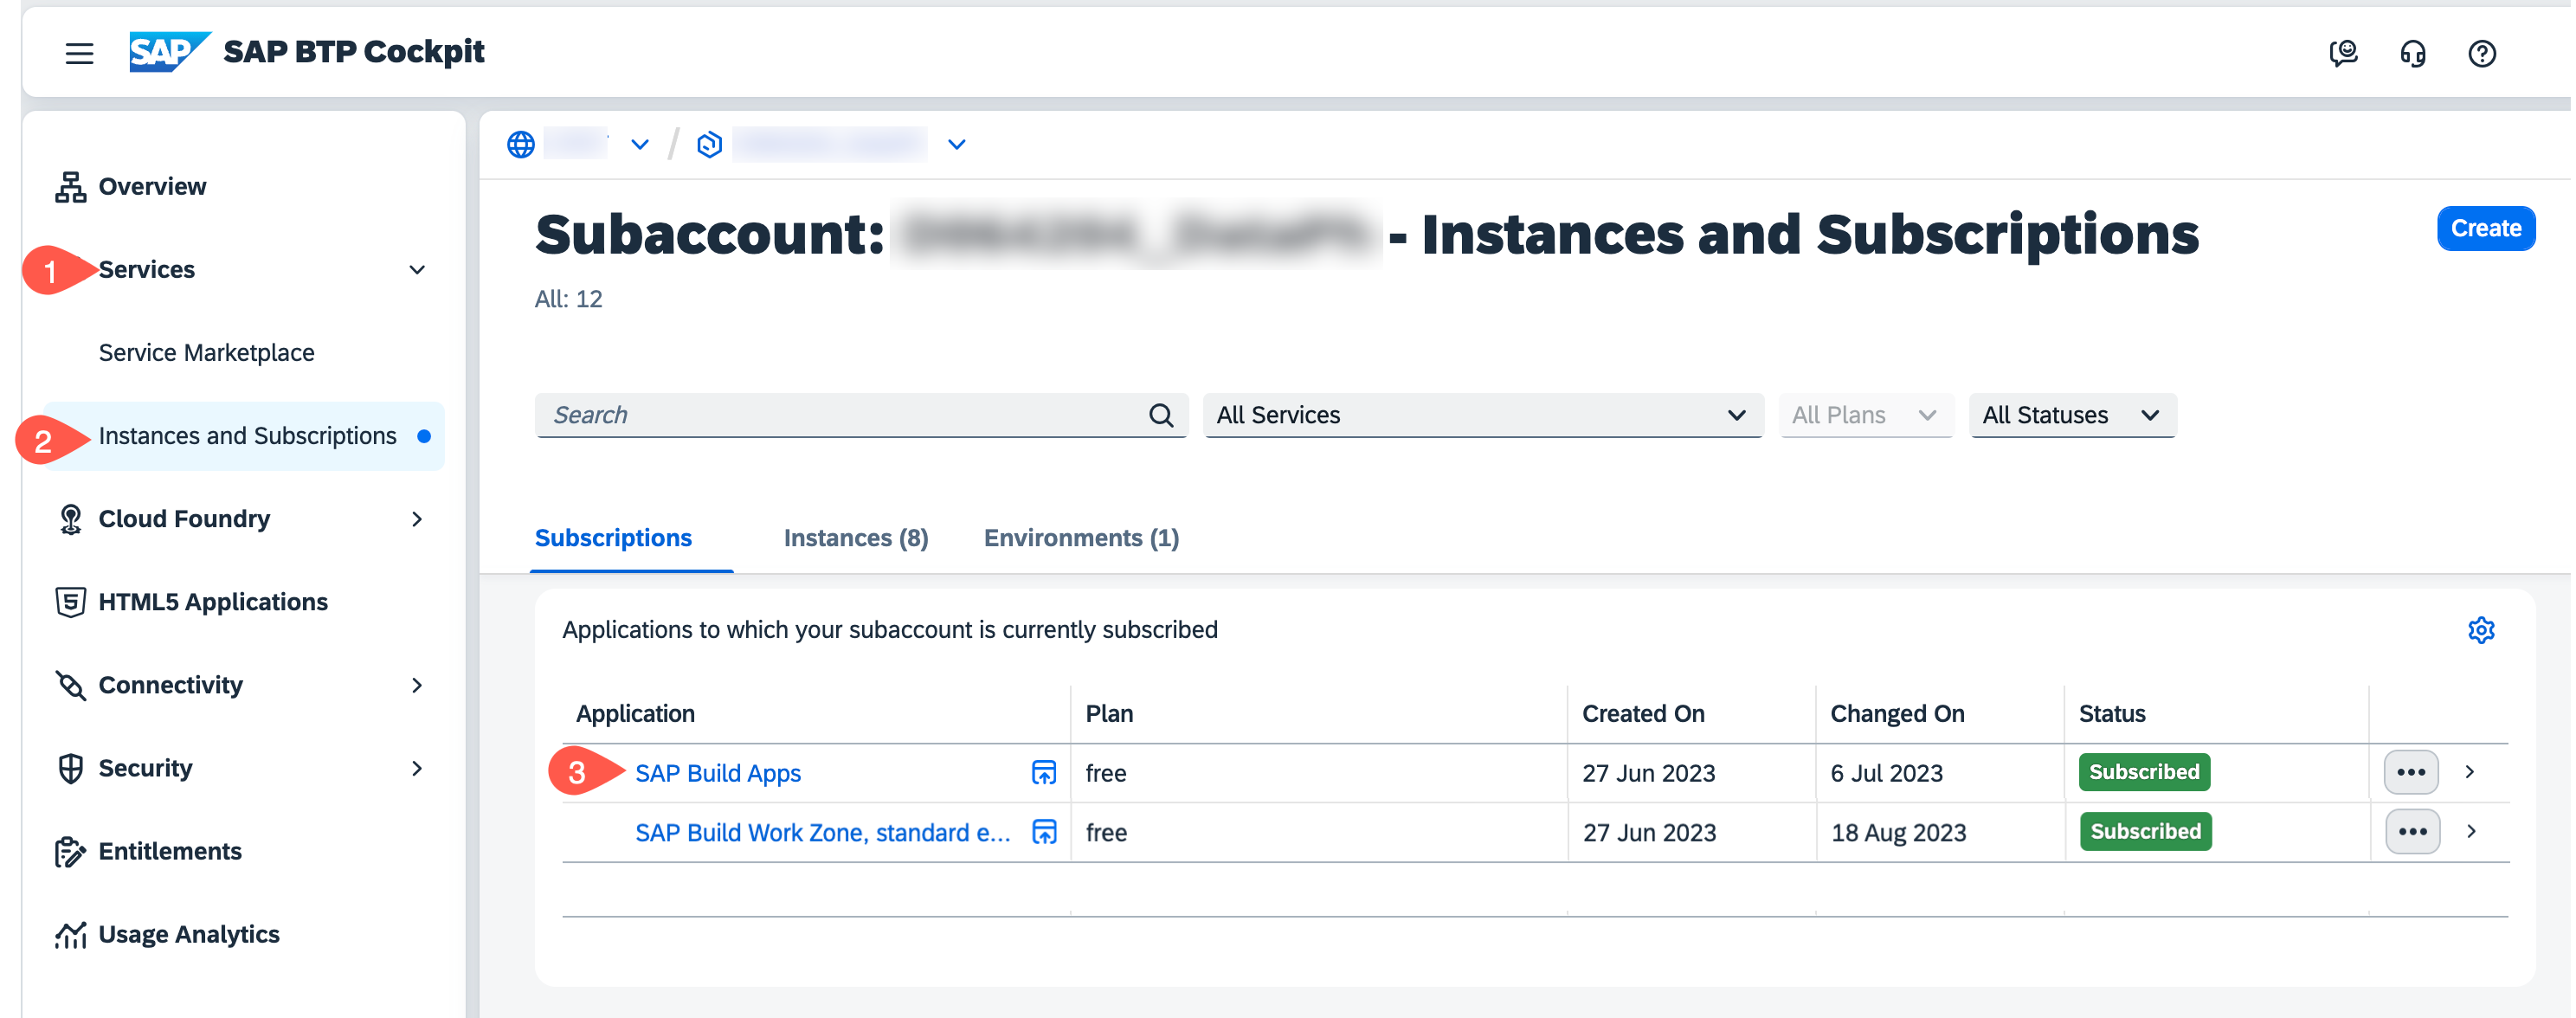 SAP SAP BTP Cockpit
Overview
1 Services
Service Marketplace
2 Instances and Subscriptions
Cloud Foundry
HTML5 Applications
Connectivity
Security
Entitlements
Usage Analytics
/
Subaccount: - Instances and Subscriptions
Create
All: 12
Search
All Services
All Plans
All Statuses
Subscriptions Instances (8) Environments (1)
Applications to which your subaccount is currently subscribed
Application Plan Created On Changed On Status
3 SAP Build Apps free 27 Jun 2023 6 Jul 2023 Subscribed
SAP Build Work Zone, standard e... free 27 Jun 2023 18 Aug 2023 Subscribed